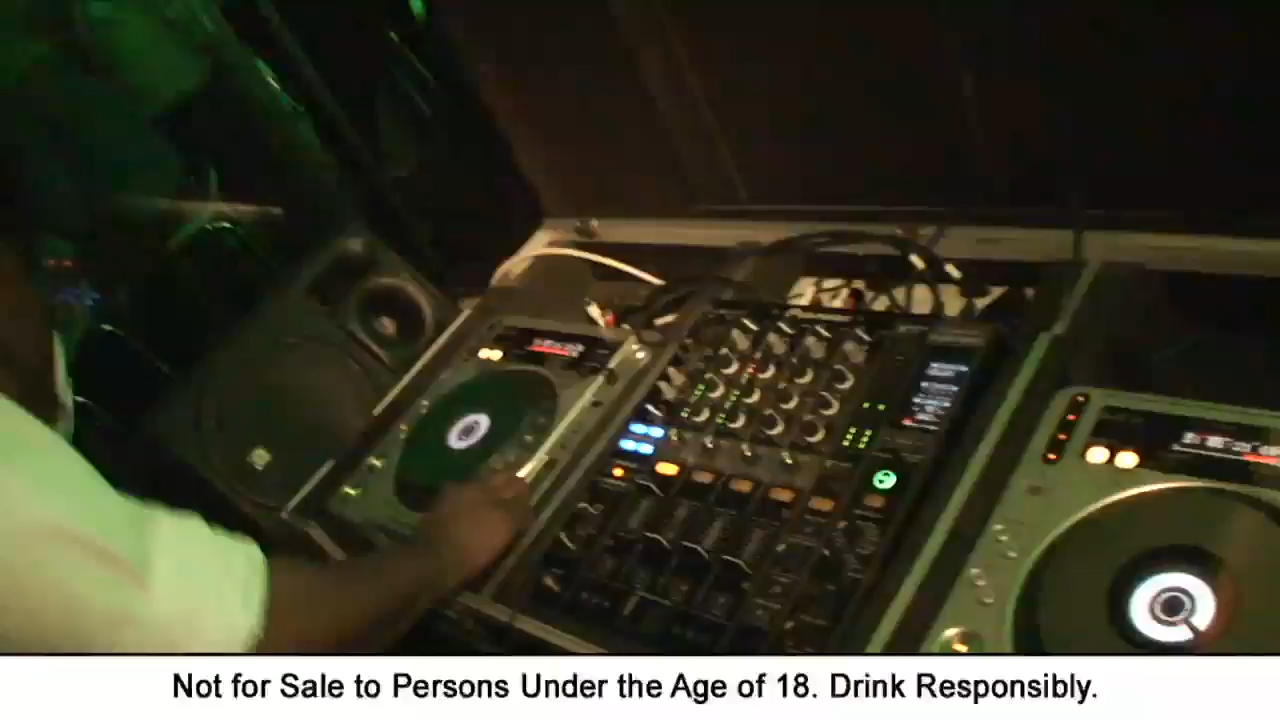 Not for Sale to Persons Under the Age of 18. Drink Responsibly.